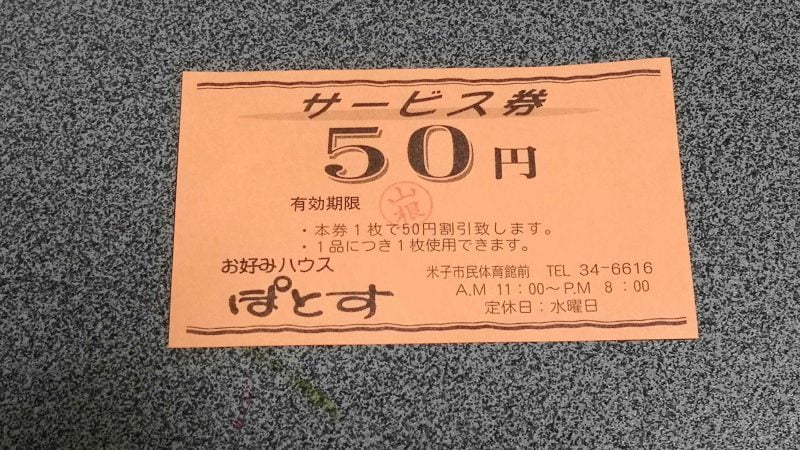 サービス券
50円
有効期限
山根
・本券1枚で50円割引致します。
・1品につき1枚使用できます。
お好みハウス
ぱとす
米子市民体育館前 TEL 34-6616
A.M 11:00～P.M 8:00
定休日:水曜日